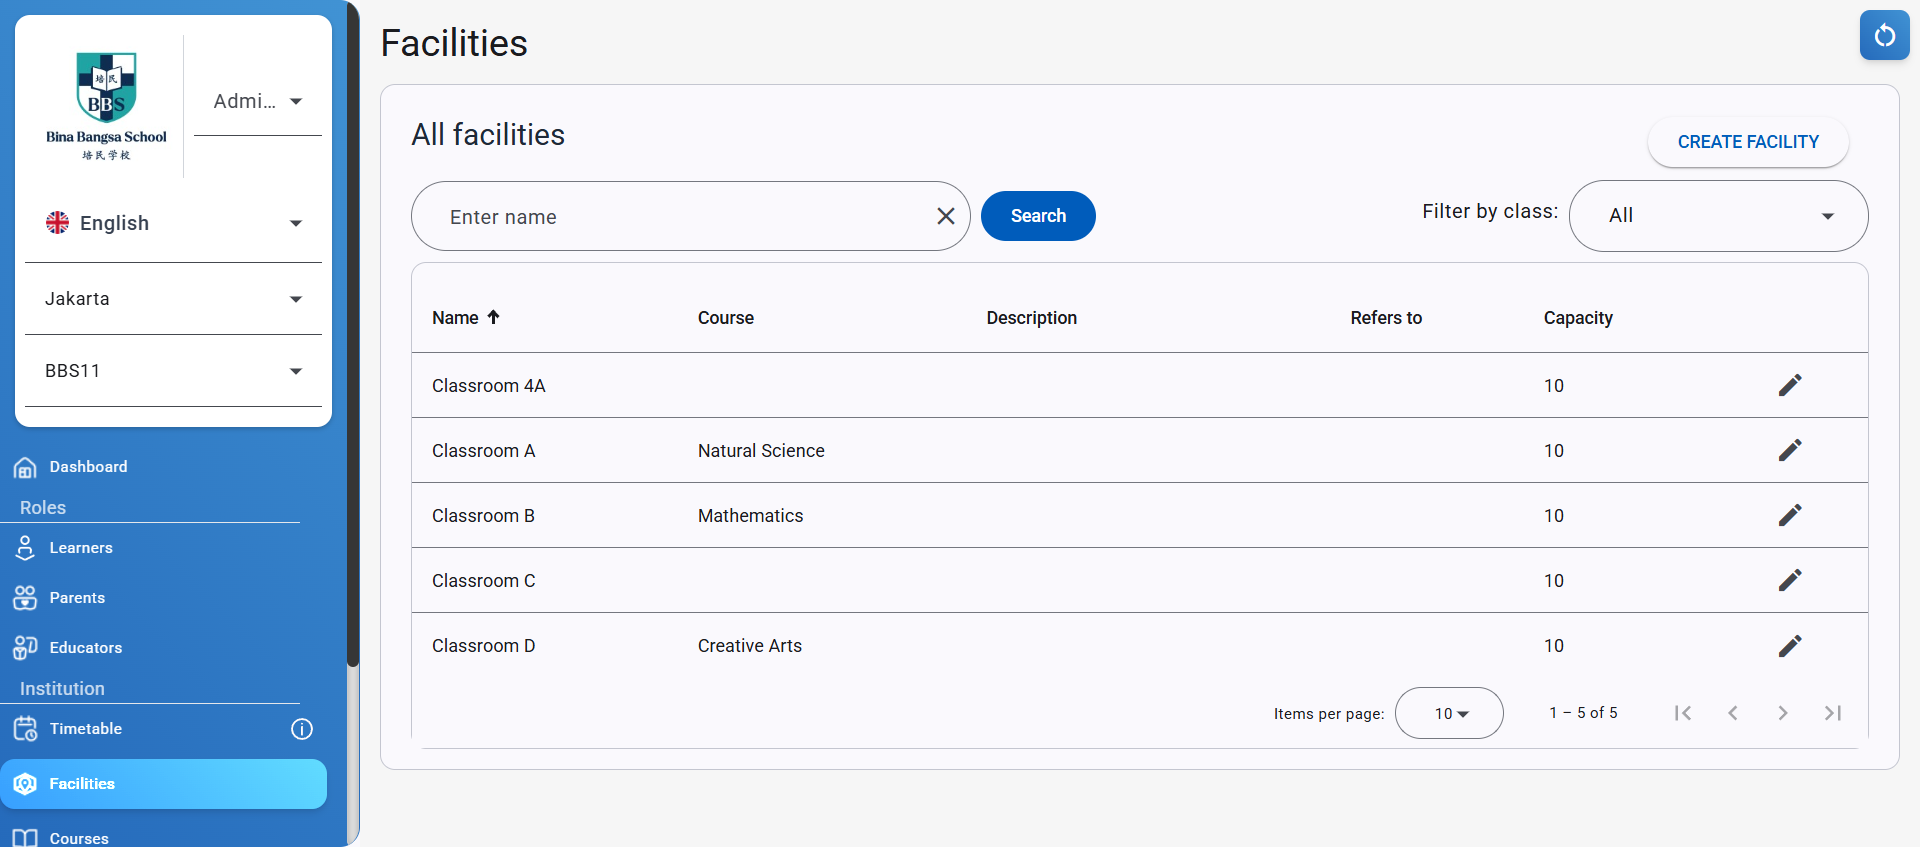 培民
BBS
Bina Bangsa School
培民学校
Admi...
English
Jakarta
BBS11
Dashboard
Roles
Learners
Parents
Educators
Institution
Timetable
Facilities
Courses
Facilities
All facilities
CREATE FACILITY
Enter name
Search
Filter by class:
All
Name Course Description Refers to Capacity
Classroom 4A 10
Classroom A Natural Science 10
Classroom B Mathematics 10
Classroom C 10
Classroom D Creative Arts 10
Items per page: 10 1 – 5 of 5